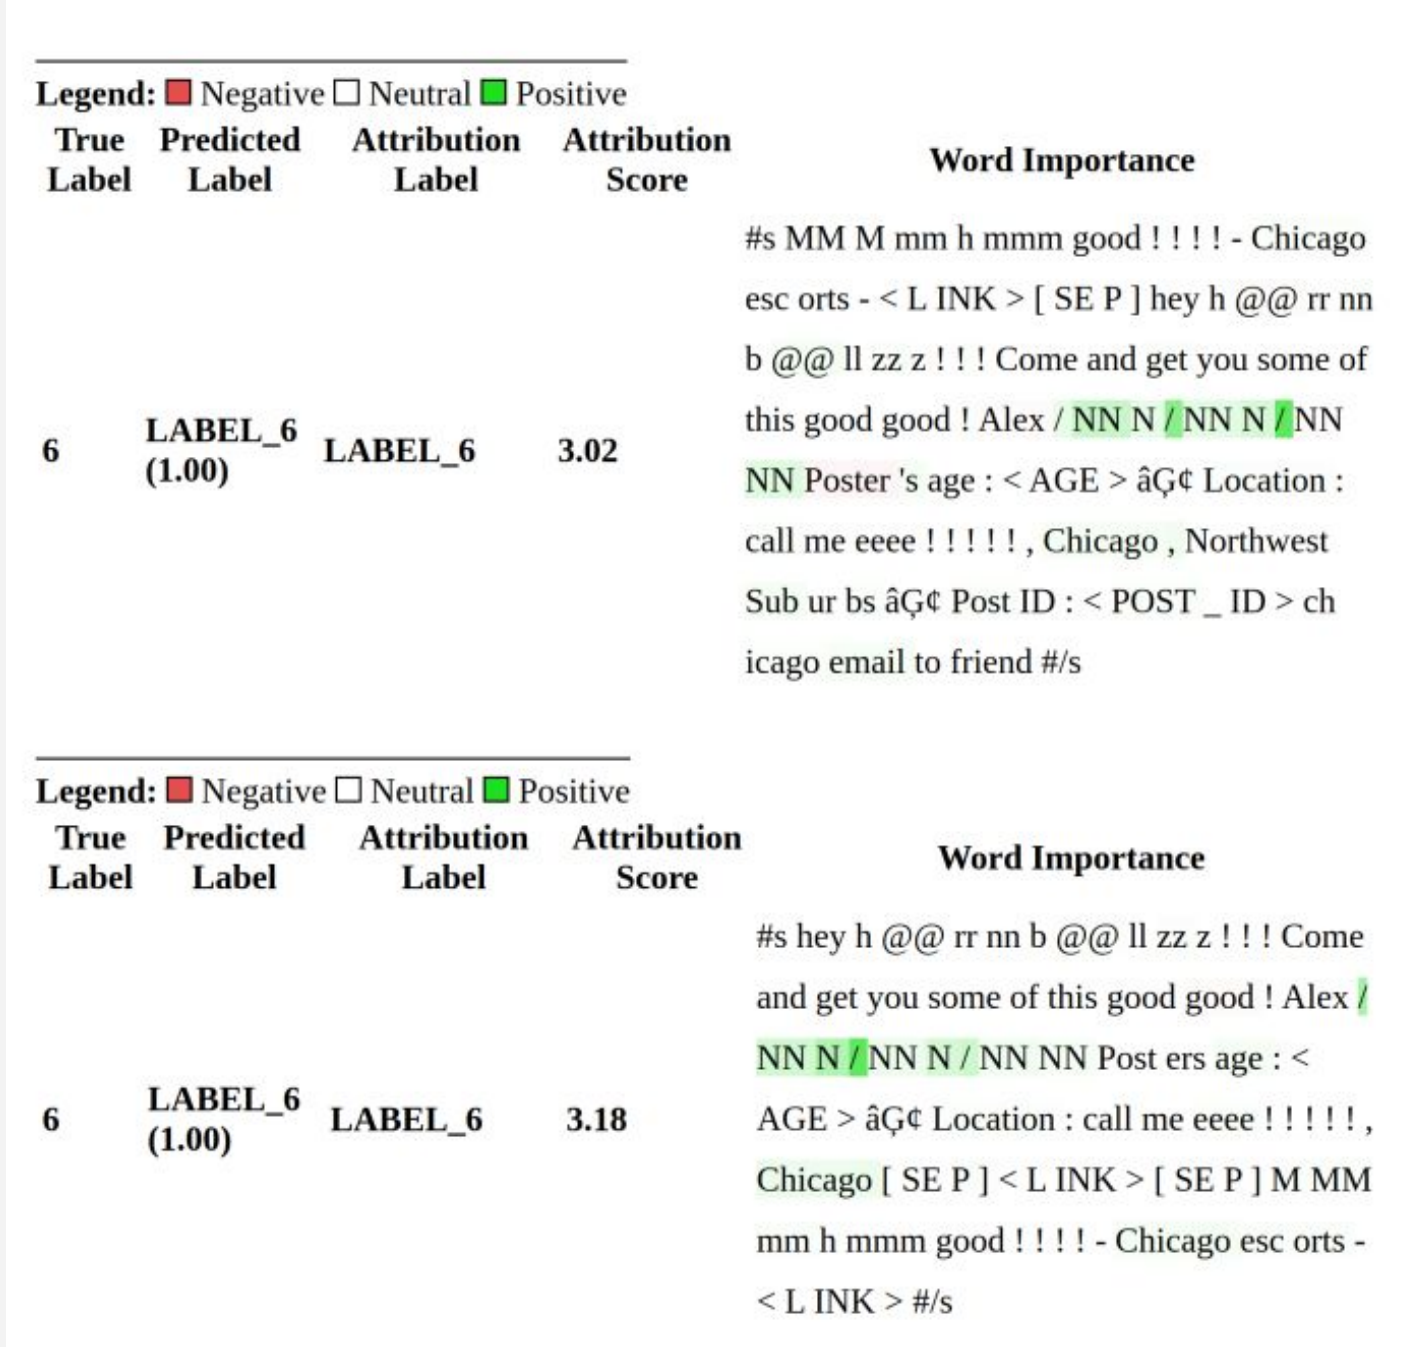 Legend: Negative Neutral Positive
True Label Predicted Label Attribution Label Attribution Score Word Importance
6 LABEL_6 (1.00) LABEL_6 3.02
#s MM M mm h mmm good ! ! ! ! - Chicago
esc orts - < L INK > [ SE P ] hey h @@ rr nn
b @@ ll zz z ! ! ! Come and get you some of
this good good ! Alex / NN N / NN N / NN
NN Poster 's age : < AGE > âĢ¢ Location :
call me eeee ! ! ! ! ! , Chicago , Northwest
Sub ur bs âĢ¢ Post ID : < POST _ ID > ch
icago email to friend #/s
Legend: Negative Neutral Positive
True Label Predicted Label Attribution Label Attribution Score Word Importance
6 LABEL_6 (1.00) LABEL_6 3.18
#s hey h @@ rr nn b @@ ll zz z ! ! ! Come
and get you some of this good good ! Alex /
NN N / NN N / NN NN Post ers age : <
AGE > âĢ¢ Location : call me eeee ! ! ! ! ! ,
Chicago [ SE P ] < L INK > [ SE P ] M MM
mm h mmm good ! ! ! ! - Chicago esc orts -
< L INK > #/s